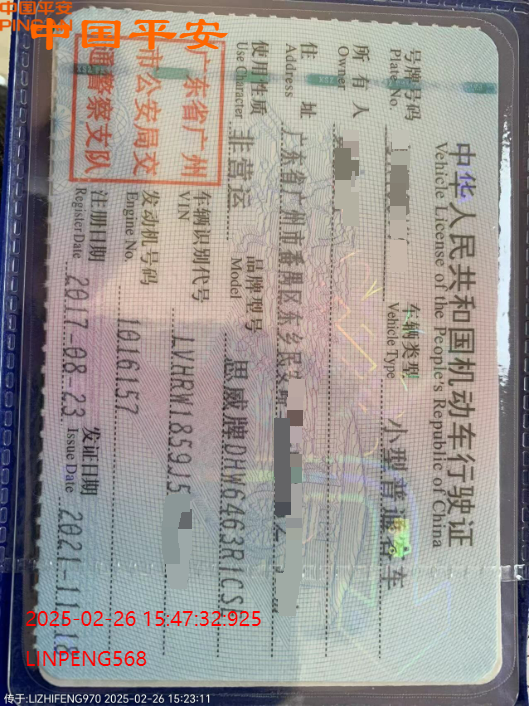 中国平安
PING AN
中国平安
中华人民共和国机动车行驶证
Vehicle License of the People's Republic of China
号牌号码
Plate No.
车辆类型 小型普通客车
Vehicle Type
所有人
Owner
住址 广东省广州市番禺区东乡民
Address
使用性质 非营运
Use Character
品牌型号 思威牌DHW6463R1CS
Model
车辆识别代号 LVHRW1859J5
VIN
发动机号码 1016157
Engine No.
注册日期 2017-08-23
Register Date
发证日期 2021-11-18
Issue Date
广东省广州
市公安局交
通警察支队
2025-02-26 15:47:32.925
LINPENG568
传于:LIZHIFENG970 2025-02-26 15:23:11